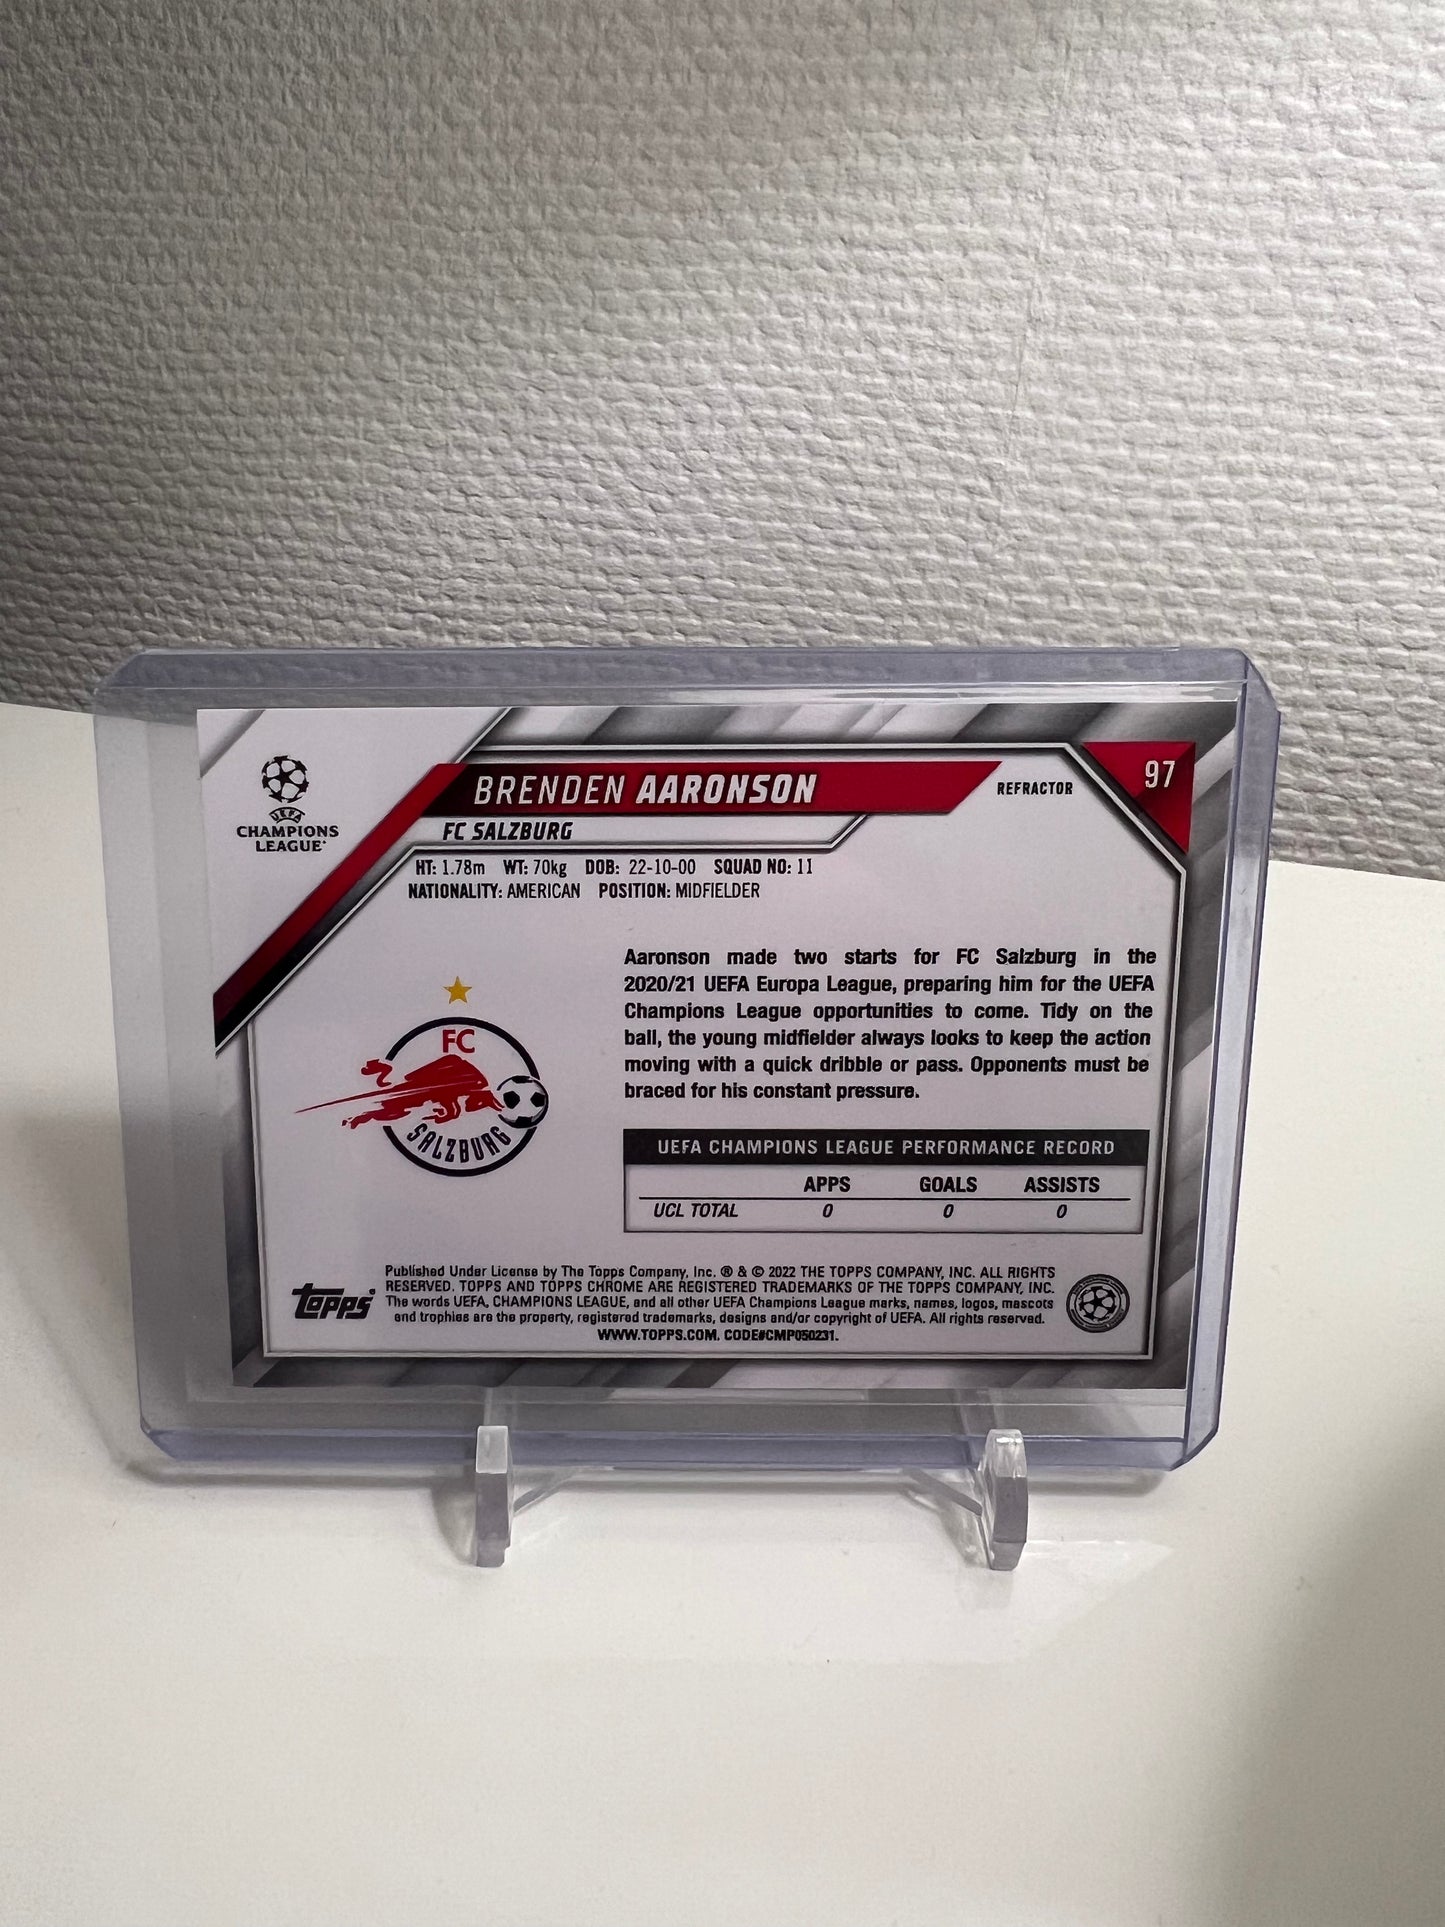 BRENDEN AARONSON
REFRACTOR
97
UEFA
CHAMPIONS
LEAGUE
FC SALZBURG
HT: 1.78m WT: 70kg DOB: 22-10-00 SQUAD NO: 11
NATIONALITY: AMERICAN POSITION: MIDFIELDER
Aaronson made two starts for FC Salzburg in the
2020/21 UEFA Europa League, preparing him for the UEFA
Champions League opportunities to come. Tidy on the
ball, the young midfielder always looks to keep the action
moving with a quick dribble or pass. Opponents must be
braced for his constant pressure.
FC
SALZBURG
UEFA CHAMPIONS LEAGUE PERFORMANCE RECORD
APPS GOALS ASSISTS
UCL TOTAL 0 0 0
topps
Published Under License by The Topps Company, Inc. ® & © 2022 THE TOPPS COMPANY, INC. ALL RIGHTS
RESERVED. TOPPS AND TOPPS CHROME ARE REGISTERED TRADEMARKS OF THE TOPPS COMPANY, INC.
The words UEFA, CHAMPIONS LEAGUE, and all other UEFA Champions League marks, names, logos, mascots
and trophies are the property, registered trademarks, designs and/or copyright of UEFA. All rights reserved.
WWW.TOPPS.COM. CODE#CMP050231.